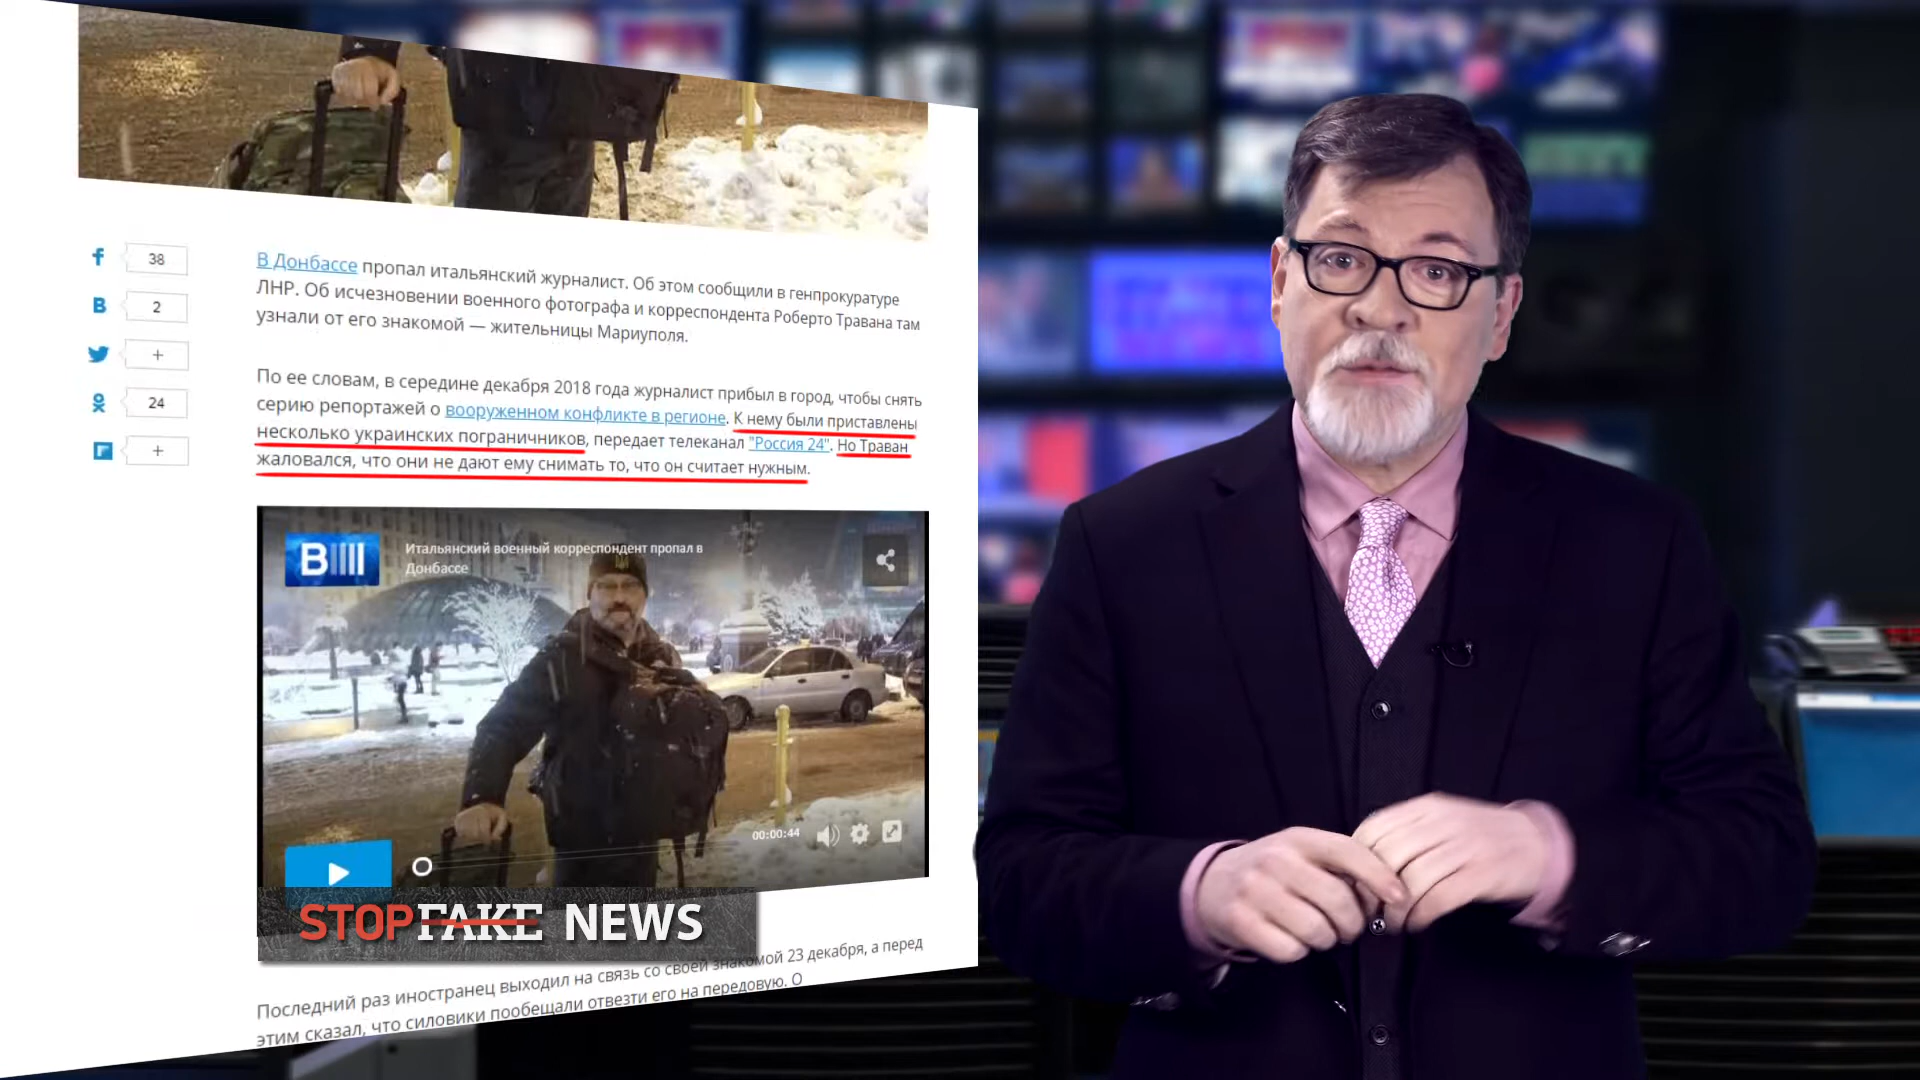 38
В Донбассе пропал итальянский журналист. Об этом сообщили в генпрокуратуре
ЛНР. Об исчезновении военного фотографа и корреспондента Роберто Травана там
узнали от его знакомой — жительницы Мариуполя.
2
+
По ее словам, в середине декабря 2018 года журналист прибыл в город, чтобы снять
серию репортажей о вооруженном конфликте в регионе. К нему были приставлены
несколько украинских пограничников, передает телеканал "Россия 24". Но Траван
жаловался, что они не дают ему снимать то, что он считает нужным.
24
+
В
Итальянский военный корреспондент пропал в
Донбассе
00:00:44
STOPFAKE NEWS
Последний раз иностранец выходил на связь со своей знакомой 23 декабря, а перед
этим сказал, что силовики пообещали отвезти его на передовую. О